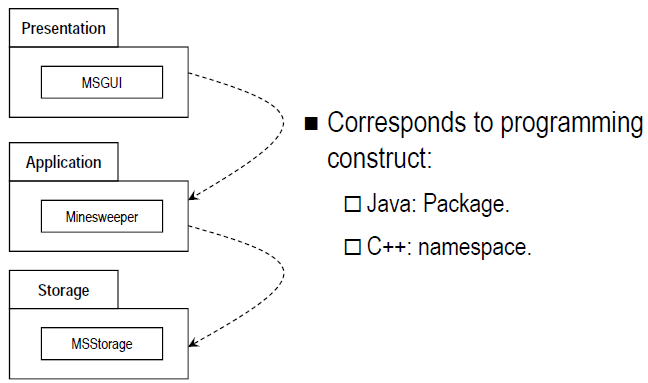 Presentation
MSGUI
Application
Minesweeper
Storage
MSStorage
Corresponds to programming
construct:
Java: Package.
C++: namespace.